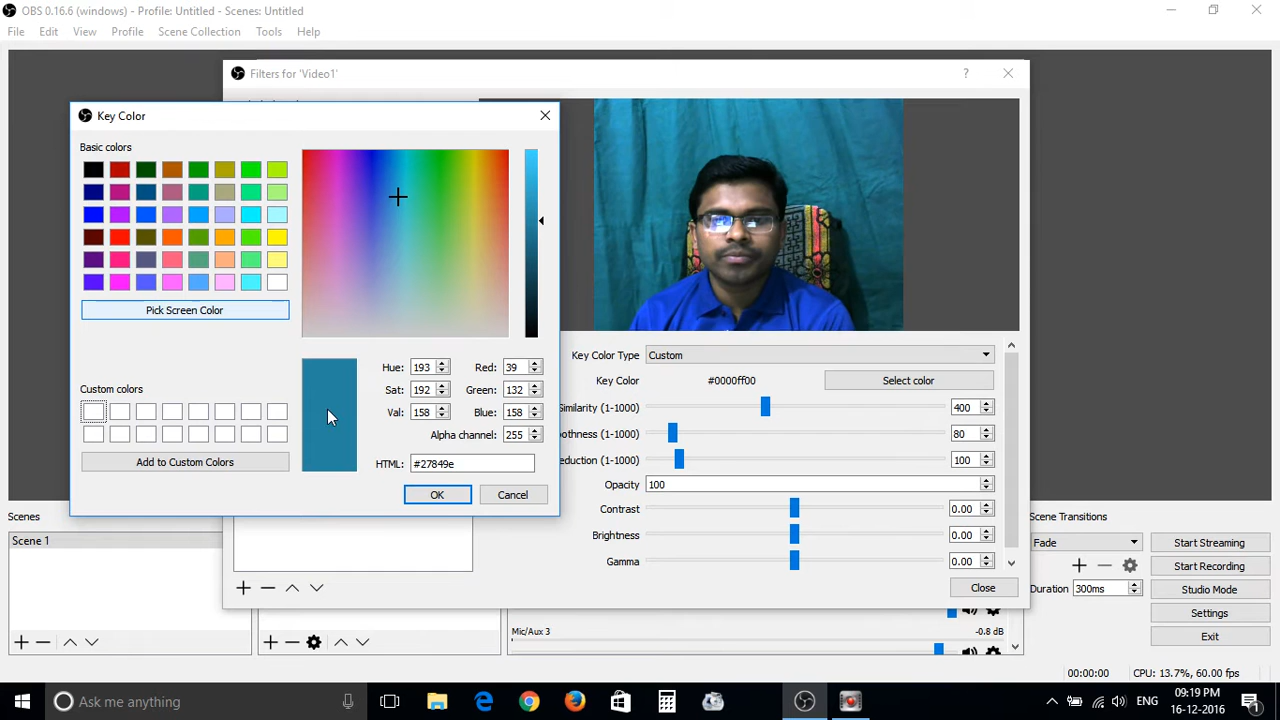 OBS 0.16.6 (windows) - Profile: Untitled - Scenes: Untitled
File Edit View Profile Scene Collection Tools Help
Filters for 'Video1'
?
Key Color
Basic colors
Pick Screen Color
Custom colors
Add to Custom Colors
Hue: 193 Red: 39
Sat: 192 Green: 132
Val: 158 Blue: 158
Alpha channel: 255
HTML: #27849e
OK Cancel
Key Color Type Custom
Key Color #0000ff00 Select color
Similarity (1-1000) 400
oothness (1-1000) 80
eduction (1-1000) 100
Opacity 100
Contrast 0.00
Brightness 0.00
Gamma 0.00
Close
Scenes
Scene 1
Mic/Aux 3 -0.8 dB
Scene Transitions
Fade
Duration 300ms
Start Streaming
Start Recording
Studio Mode
Settings
Exit
00:00:00 CPU: 13.7%, 60.00 fps
Ask me anything
ENG
09:19 PM
16-12-2016
1